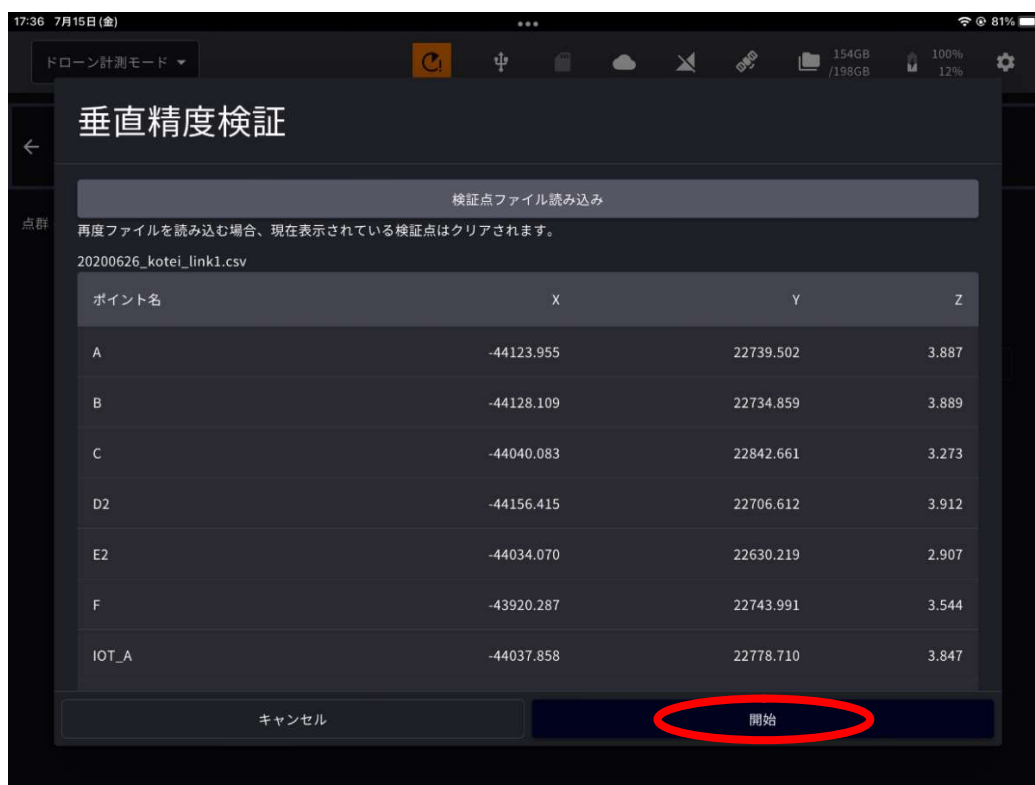 17:36 7月15日(金)
81%
ドローン計測モード
154GB
/198GB
100%
12%
垂直精度検証
検証点ファイル読み込み
点群
再度ファイルを読み込む場合、現在表示されている検証点はクリアされます。
20200626_kotei_link1.csv
ポイント名 X Y Z
A -44123.955 22739.502 3.887
B -44128.109 22734.859 3.889
C -44040.083 22842.661 3.273
D2 -44156.415 22706.612 3.912
E2 -44034.070 22630.219 2.907
F -43920.287 22743.991 3.544
IOT_A -44037.858 22778.710 3.847
キャンセル 開始